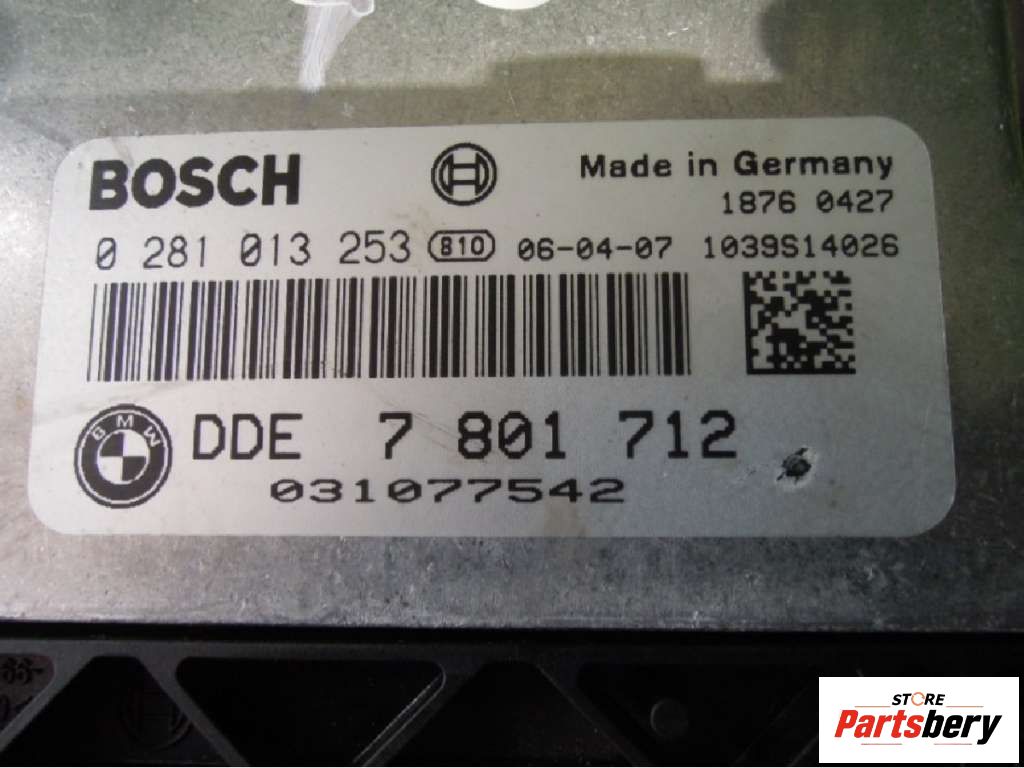 BOSCH Made in Germany
1876 0427
0 281 013 253 810 06-04-07 1039S14026
BMW DDE 7 801 712
031077542
STORE
Partsbery